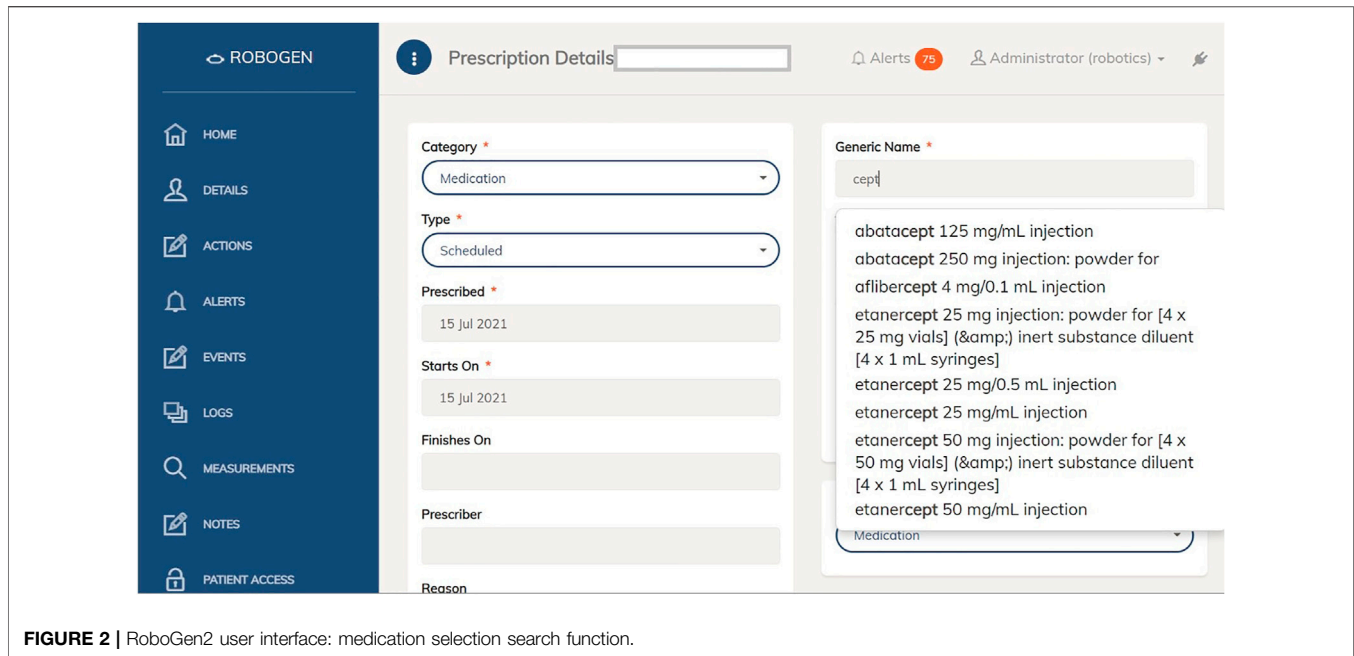 ROBOGEN
Prescription Details
Alerts 75
Administrator (robotics)
HOME
DETAILS
ACTIONS
ALERTS
EVENTS
LOGS
MEASUREMENTS
NOTES
PATIENT ACCESS
Category *
Medication
Type *
Scheduled
Prescribed *
15 Jul 2021
Starts On *
15 Jul 2021
Finishes On
Prescriber
Reason
Generic Name *
cept
abatacept 125 mg/mL injection
abatacept 250 mg injection: powder for
aflibercept 4 mg/0.1 mL injection
etanercept 25 mg injection: powder for [4 x
25 mg vials] (&amp;) inert substance diluent
[4 x 1 mL syringes]
etanercept 25 mg/0.5 mL injection
etanercept 25 mg/mL injection
etanercept 50 mg injection: powder for [4 x
50 mg vials] (&amp;) inert substance diluent
[4 x 1 mL syringes]
etanercept 50 mg/mL injection
Medication
FIGURE 2 | RoboGen2 user interface: medication selection search function.